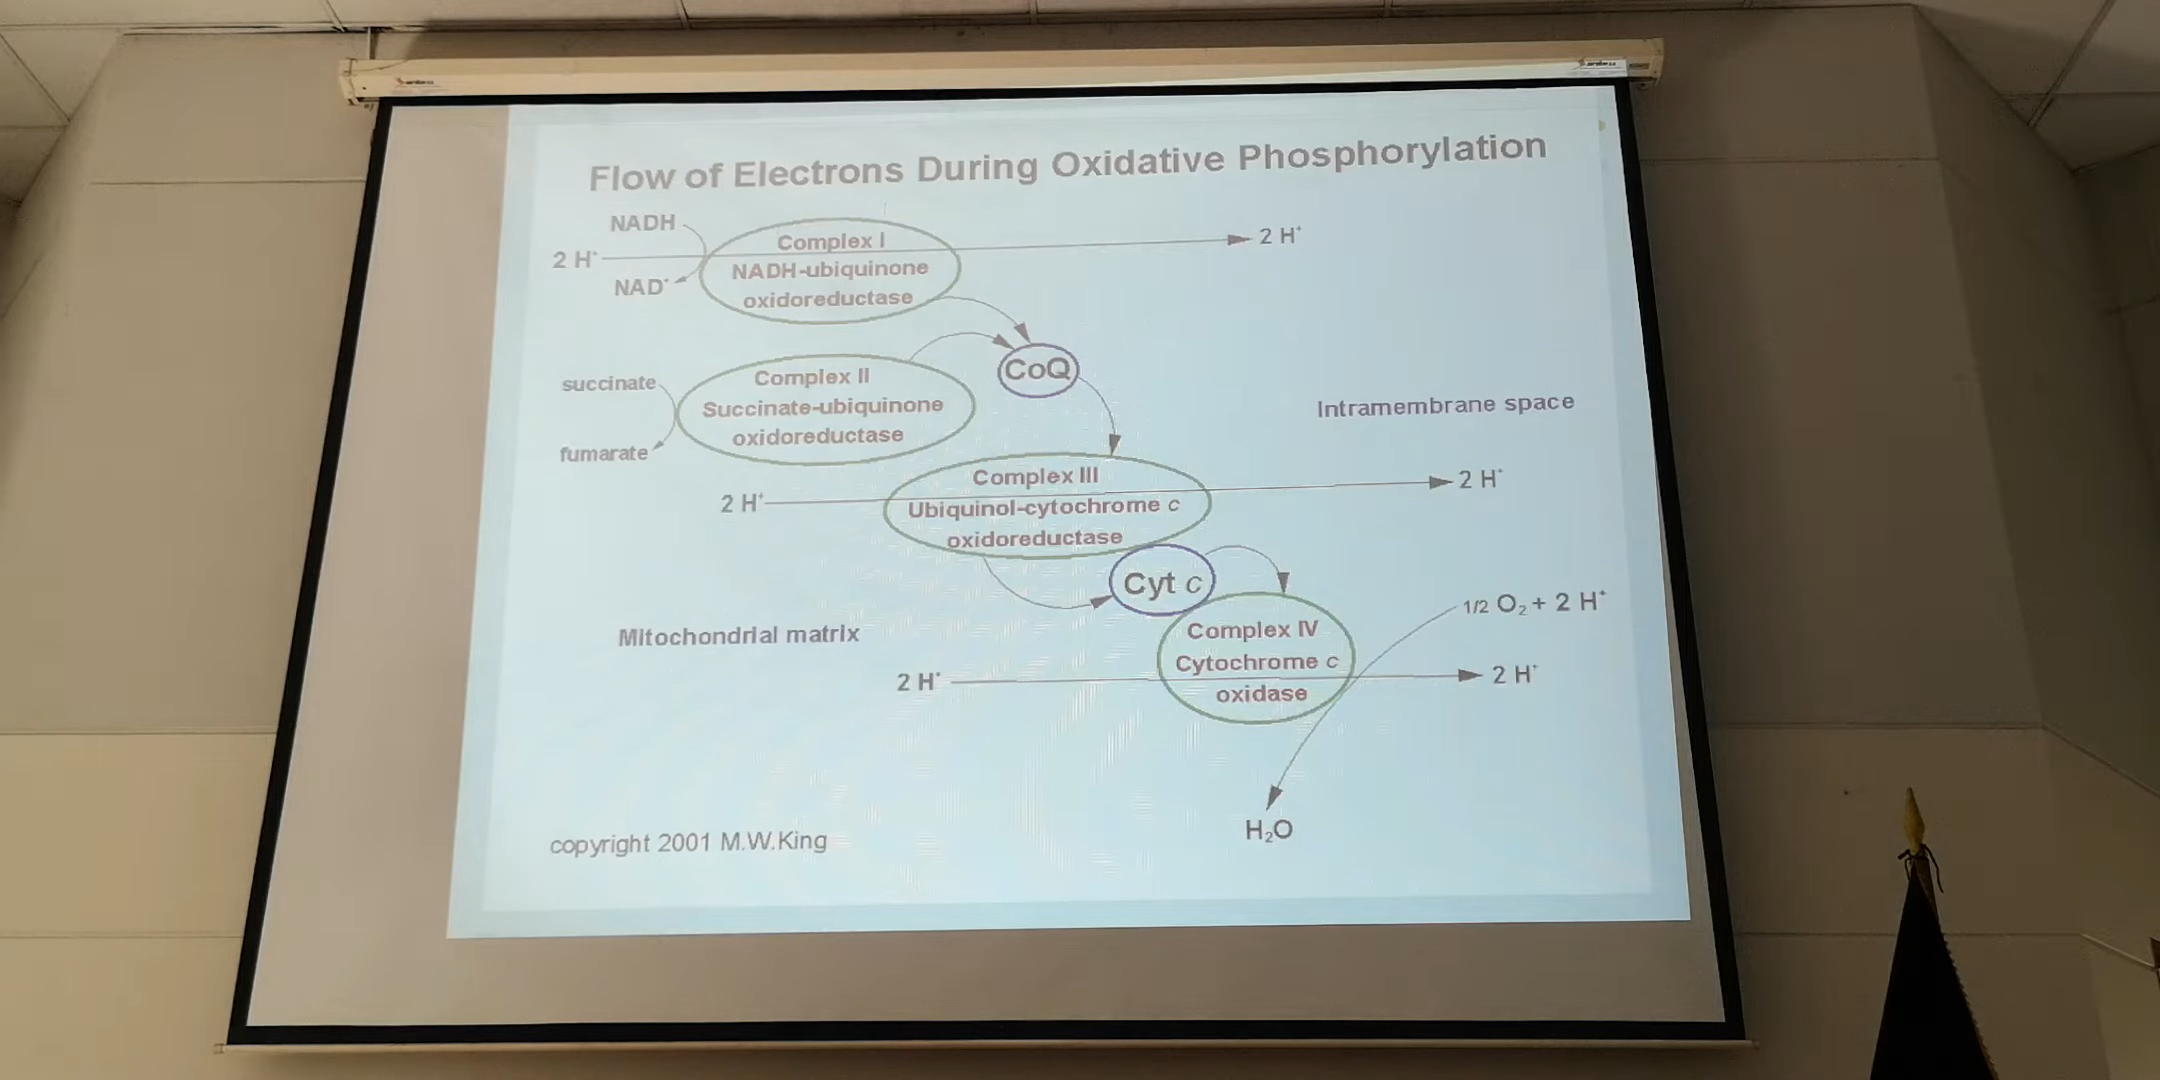 Flow of Electrons During Oxidative Phosphorylation
NADH
2 H+
NAD+
Complex I
NADH-ubiquinone
oxidoreductase
2 H+
CoQ
succinate
fumarate
Complex II
Succinate-ubiquinone
oxidoreductase
Intramembrane space
2 H+
Complex III
Ubiquinol-cytochrome c
oxidoreductase
2 H+
Cyt c
Mitochondrial matrix
1/2 O₂ + 2 H+
2 H+
Complex IV
Cytochrome c
oxidase
2 H+
H₂O
copyright 2001 M.W.King